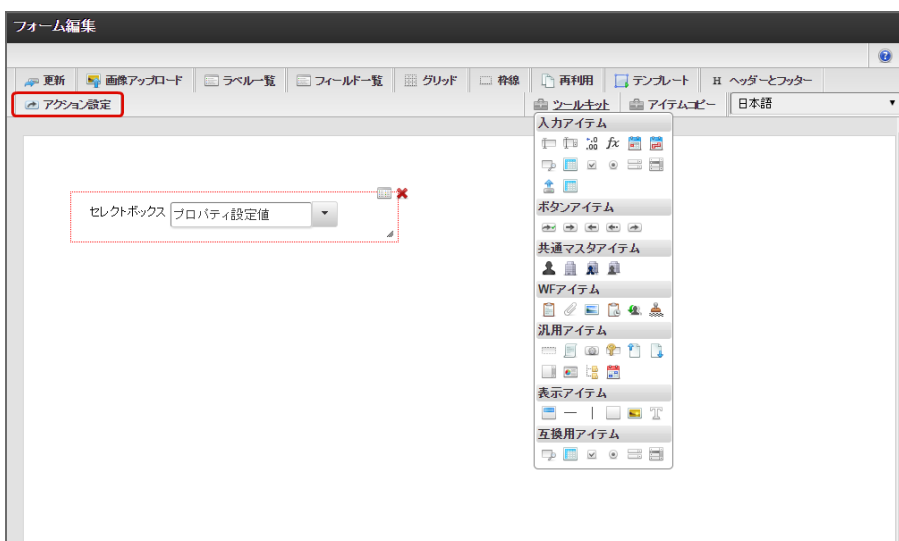 フォーム編集
更新 画像アップロード ラベル一覧 フィールド一覧 グリッド 枠線 再利用 テンプレート H ヘッダーとフッター
アクション設定 ツールキット アイテムコピー 日本語
入力アイテム
fx
セレクトボックス プロパティ設定値
ボタンアイテム
共通マスタアイテム
WFアイテム
汎用アイテム
表示アイテム
T
互換用アイテム